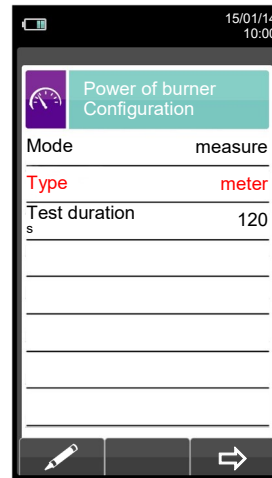 15/01/14
10:00
Power of burner
Configuration
Mode measure
Type meter
Test duration 120
s